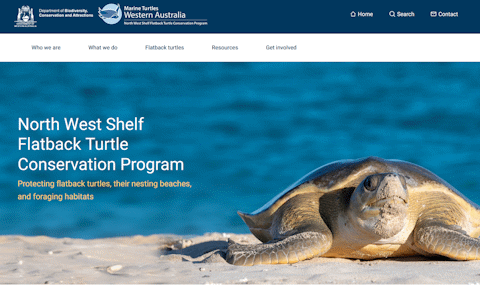 Department of Biodiversity,
Conservation and Attractions
Marine Turtles
Western Australia
North West Shelf Flatback Turtle Conservation Program
Home
Search
Contact
Who we are
What we do
Flatback turtles
Resources
Get involved
North West Shelf
Flatback Turtle
Conservation Program
Protecting flatback turtles, their nesting beaches,
and foraging habitats